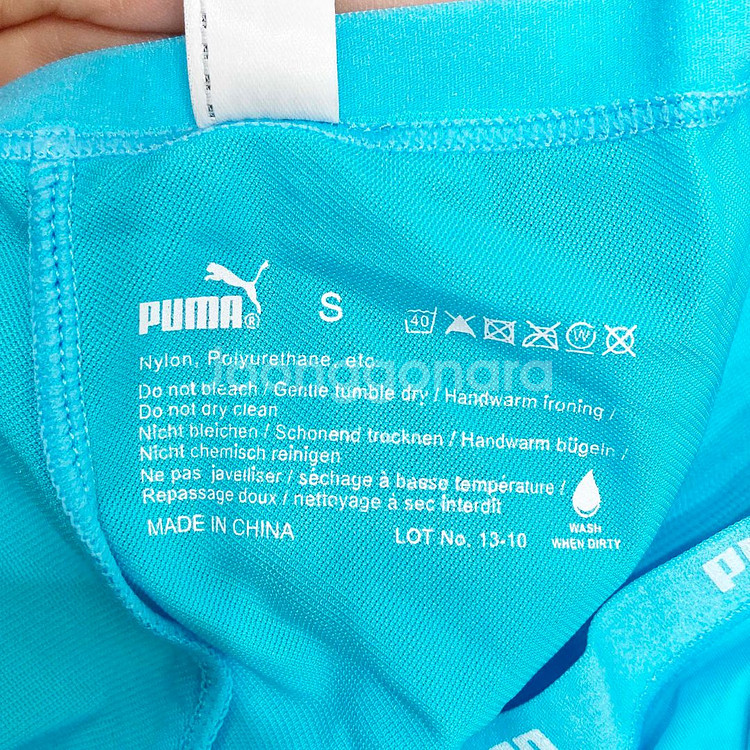 PUMA® S 40 W
Nylon, Polyurethane, etc
Do not bleach / Gentle tumble dry / Handwarm ironing /
Do not dry clean
Nicht bleichen / Schonend trocknen / Handwarm bügeln /
Nicht chemisch reinigen
Ne pas javelliser / séchage à basse temperature /
Repassage doux / nettoyage à sec interdit
MADE IN CHINA LOT No. 13-10
WASH
WHEN DIRTY